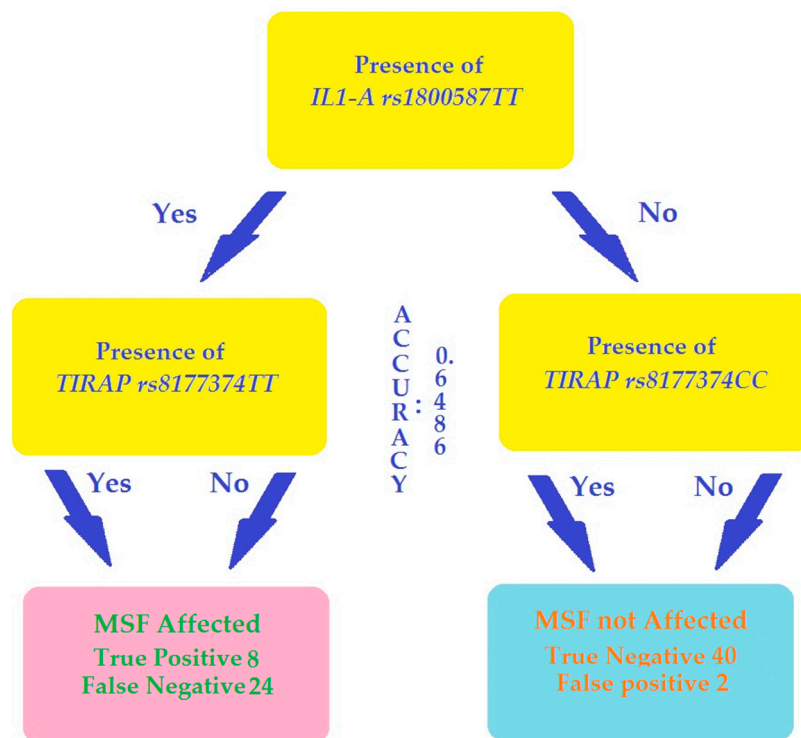 Presence of
IL1-A rs1800587TT
Yes
No
Presence of
TIRAP rs8177374TT
ACCURACY
:
0.6486
Presence of
TIRAP rs8177374CC
Yes
No
Yes
No
MSF Affected
True Positive 8
False Negative 24
MSF not Affected
True Negative 40
False positive 2